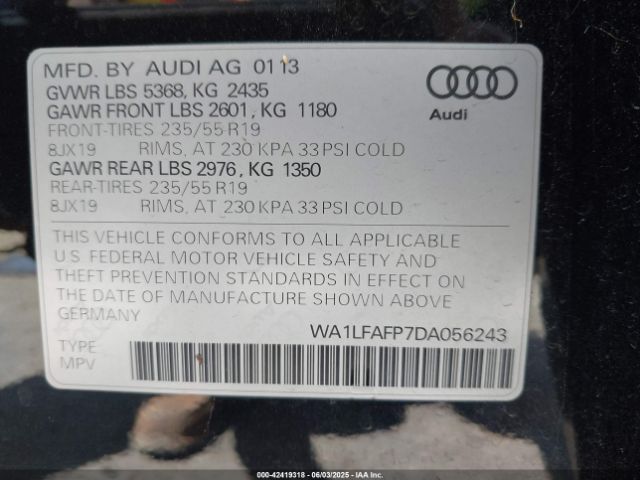 MFD. BY AUDI AG 01 13
GVWR LBS 5368, KG 2435
GAWR FRONT LBS 2601, KG 1180
FRONT-TIRES 235/55 R19
8JX19 RIMS, AT 230 KPA 33 PSI COLD
GAWR REAR LBS 2976, KG 1350
REAR-TIRES 235/55 R19
8JX19 RIMS, AT 230 KPA 33 PSI COLD
Audi
THIS VEHICLE CONFORMS TO ALL APPLICABLE
U.S. FEDERAL MOTOR VEHICLE SAFETY AND
THEFT PREVENTION STANDARDS IN EFFECT ON
THE DATE OF MANUFACTURE SHOWN ABOVE.
GERMANY
WA1LFAFP7DA056243
TYPE
MPV
000-42419318 - 06/03/2025 - IAA Inc.